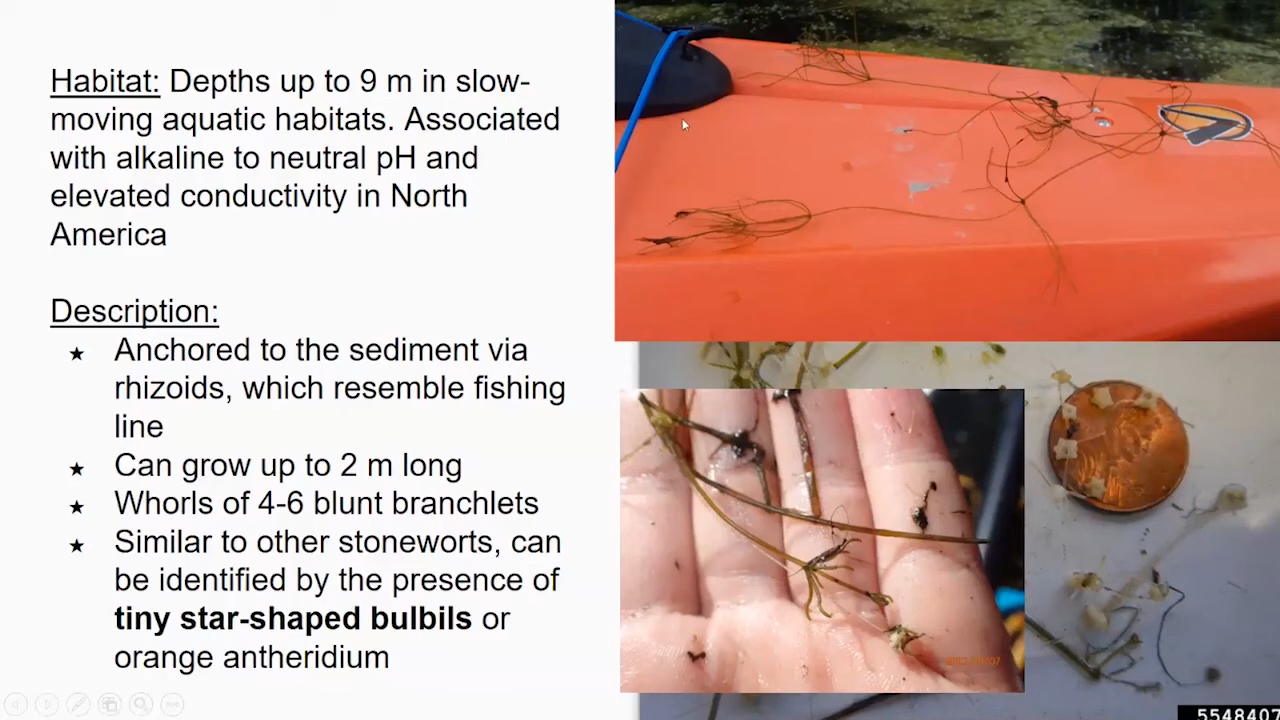 Habitat: Depths up to 9 m in slow-
moving aquatic habitats. Associated
with alkaline to neutral pH and
elevated conductivity in North
America
Description:
★ Anchored to the sediment via
rhizoids, which resemble fishing
line
★ Can grow up to 2 m long
★ Whorls of 4-6 blunt branchlets
★ Similar to other stoneworts, can
be identified by the presence of
tiny star-shaped bulbils or
orange antheridium
5548407